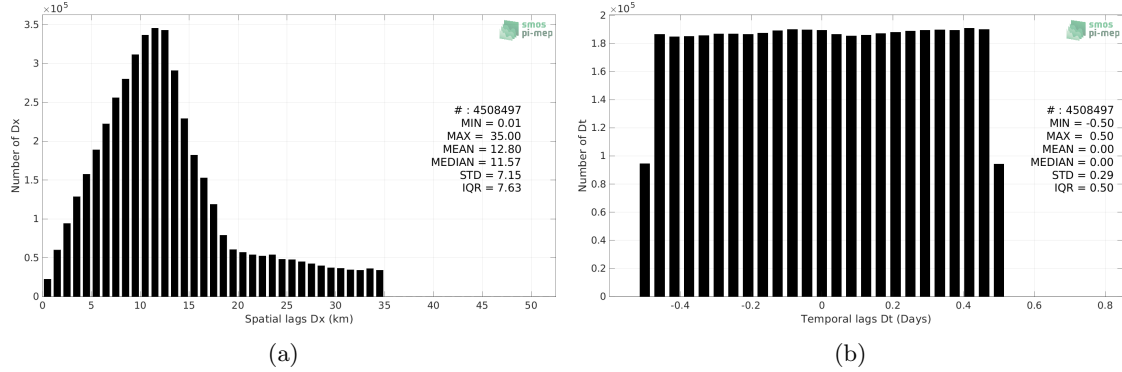 ×10⁵
3.5
3
2.5
2
1.5
1
0.5
0
Number of Dx
0 5 10 15 20 25 30 35 40 45 50
Spatial lags Dx (km)
smos
pi-mep
# : 4508497
MIN = 0.01
MAX = 35.00
MEAN = 12.80
MEDIAN = 11.57
STD = 7.15
IQR = 7.63
(a)
×10⁵
2
1.8
1.6
1.4
1.2
1
0.8
0.6
0.4
0.2
0
Number of Dt
-0.4 -0.2 0 0.2 0.4 0.6 0.8
Temporal lags Dt (Days)
smos
pi-mep
# : 4508497
MIN = -0.50
MAX = 0.50
MEAN = 0.00
MEDIAN = 0.00
STD = 0.29
IQR = 0.50
(b)